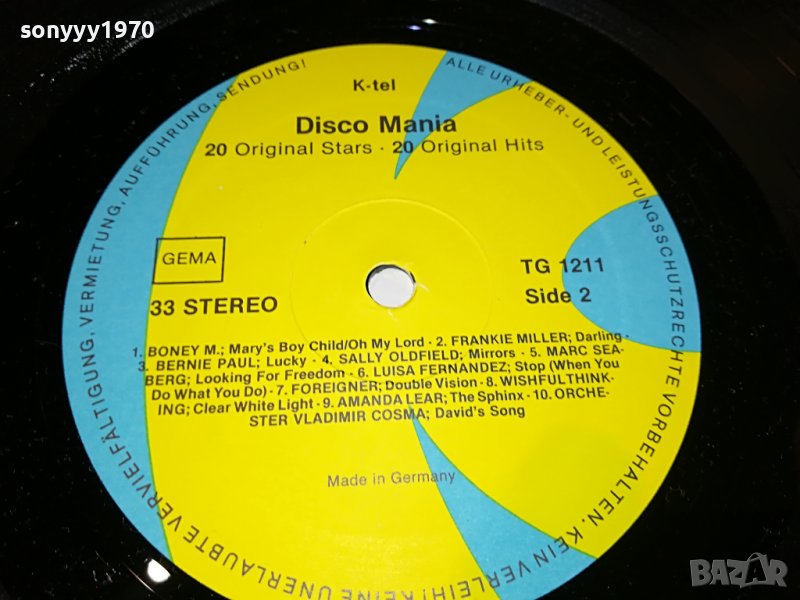 sonyyy1970
K-tel
Disco Mania
20 Original Stars · 20 Original Hits
GEMA
33 STEREO
TG 1211
Side 2
1. BONEY M.; Mary's Boy Child/Oh My Lord - 2. FRANKIE MILLER; Darling -
3. BERNIE PAUL; Lucky - 4. SALLY OLDFIELD; Mirrors - 5. MARC SEA-
BERG; Looking For Freedom - 6. LUISA FERNANDEZ; Stop (When You
Do What You Do) - 7. FOREIGNER; Double Vision - 8. WISHFULTHINK-
ING; Clear White Light - 9. AMANDA LEAR; The Sphinx - 10. ORCHE-
STER VLADIMIR COSMA; David's Song
Made in Germany
ALLE URHEBER- UND LEISTUNGSSCHUTZRECHTE VORBEHALTEN. KEIN VERLEIH! KEINE UNERLAUBTE VERVIELFÄLTIGUNG, VERMIETUNG, AUFFÜHRUNG, SENDUNG!
BAZAR